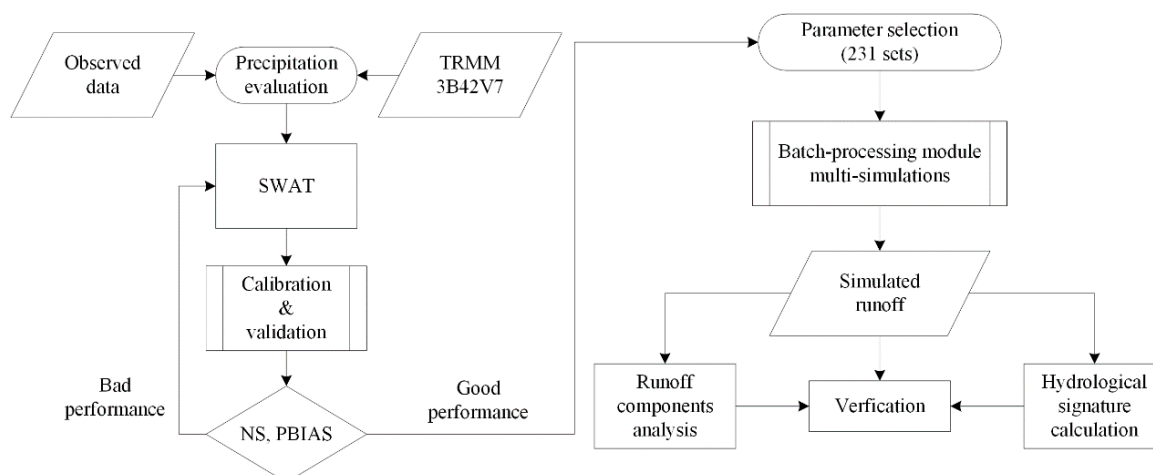 Observed
data
Precipitation
evaluation
TRMM
3B42V7
SWAT
Calibration
&
validation
Bad
performance
NS, PBIAS
Good
performance
Parameter selection
(231 sets)
Batch-processing module
multi-simulations
Simulated
runoff
Runoff
components
analysis
Verfication
Hydrological
signature
calculation